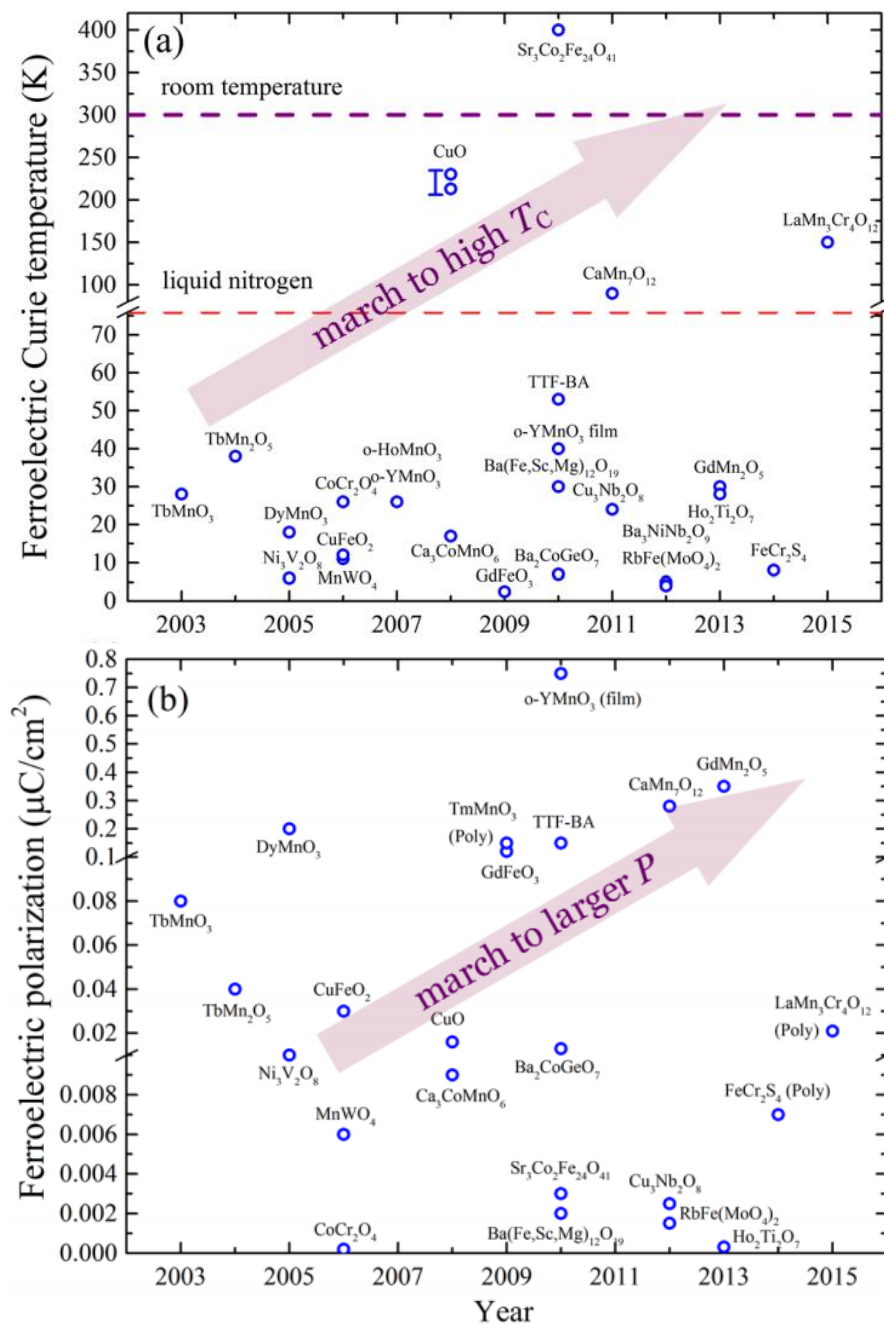 (a)
Ferroelectric Curie temperature (K)
400
350
300
250
200
150
100
75
60
50
40
30
20
10
0
Sr₃Co₂Fe₂₄O₄₁
room temperature
CuO
LaMn₃Cr₄O₁₂
liquid nitrogen
CaMn₇O₁₂
march to high T_C
TTF-BA
TbMn₂O₅
o-HoMnO₃
o-YMnO₃ film
CoCr₂O₄
o-YMnO₃
Ba(Fe,Sc,Mg)₁₂O₁₉
GdMn₂O₅
TbMnO₃
Cu₃Nb₂O₈
DyMnO₃
Ho₂Ti₂O₇
CuFeO₂
Ba₃NiNb₂O₉
Ni₃V₂O₈
Ca₃CoMnO₆
Ba₂CoGeO₇
RbFe(MoO₄)₂
FeCr₂S₄
MnWO₄
GdFeO₃
2003 2005 2007 2009 2011 2013 2015
(b)
Ferroelectric polarization (μC/cm²)
0.8
0.7
0.6
0.5
0.4
0.3
0.2
0.1
0.08
0.06
0.04
0.02
0.008
0.006
0.004
0.002
0.000
o-YMnO₃ (film)
GdMn₂O₅
CaMn₇O₁₂
TmMnO₃
(Poly)
TTF-BA
DyMnO₃
GdFeO₃
march to larger P
TbMnO₃
CuFeO₂
TbMn₂O₅
LaMn₃Cr₄O₁₂
(Poly)
CuO
Ni₃V₂O₈
Ba₂CoGeO₇
Ca₃CoMnO₆
FeCr₂S₄ (Poly)
MnWO₄
Sr₃Co₂Fe₂₄O₄₁
Cu₃Nb₂O₈
RbFe(MoO₄)₂
CoCr₂O₄
Ba(Fe,Sc,Mg)₁₂O₁₉
Ho₂Ti₂O₇
2003 2005 2007 2009 2011 2013 2015
Year